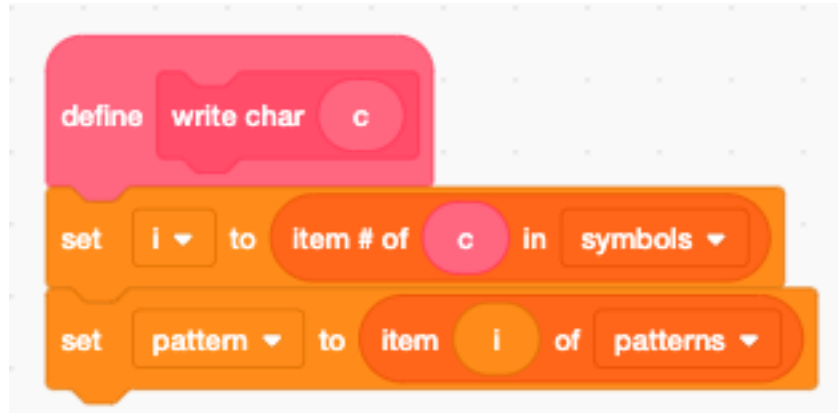 define write char c
set i to item # of c in symbols
set pattern to item i of patterns